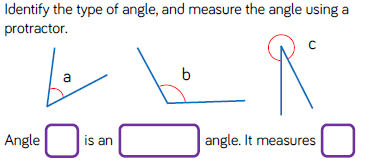 Identify the type of angle, and measure the angle using a
protractor.
a
b
c
Angle is an angle. It measures